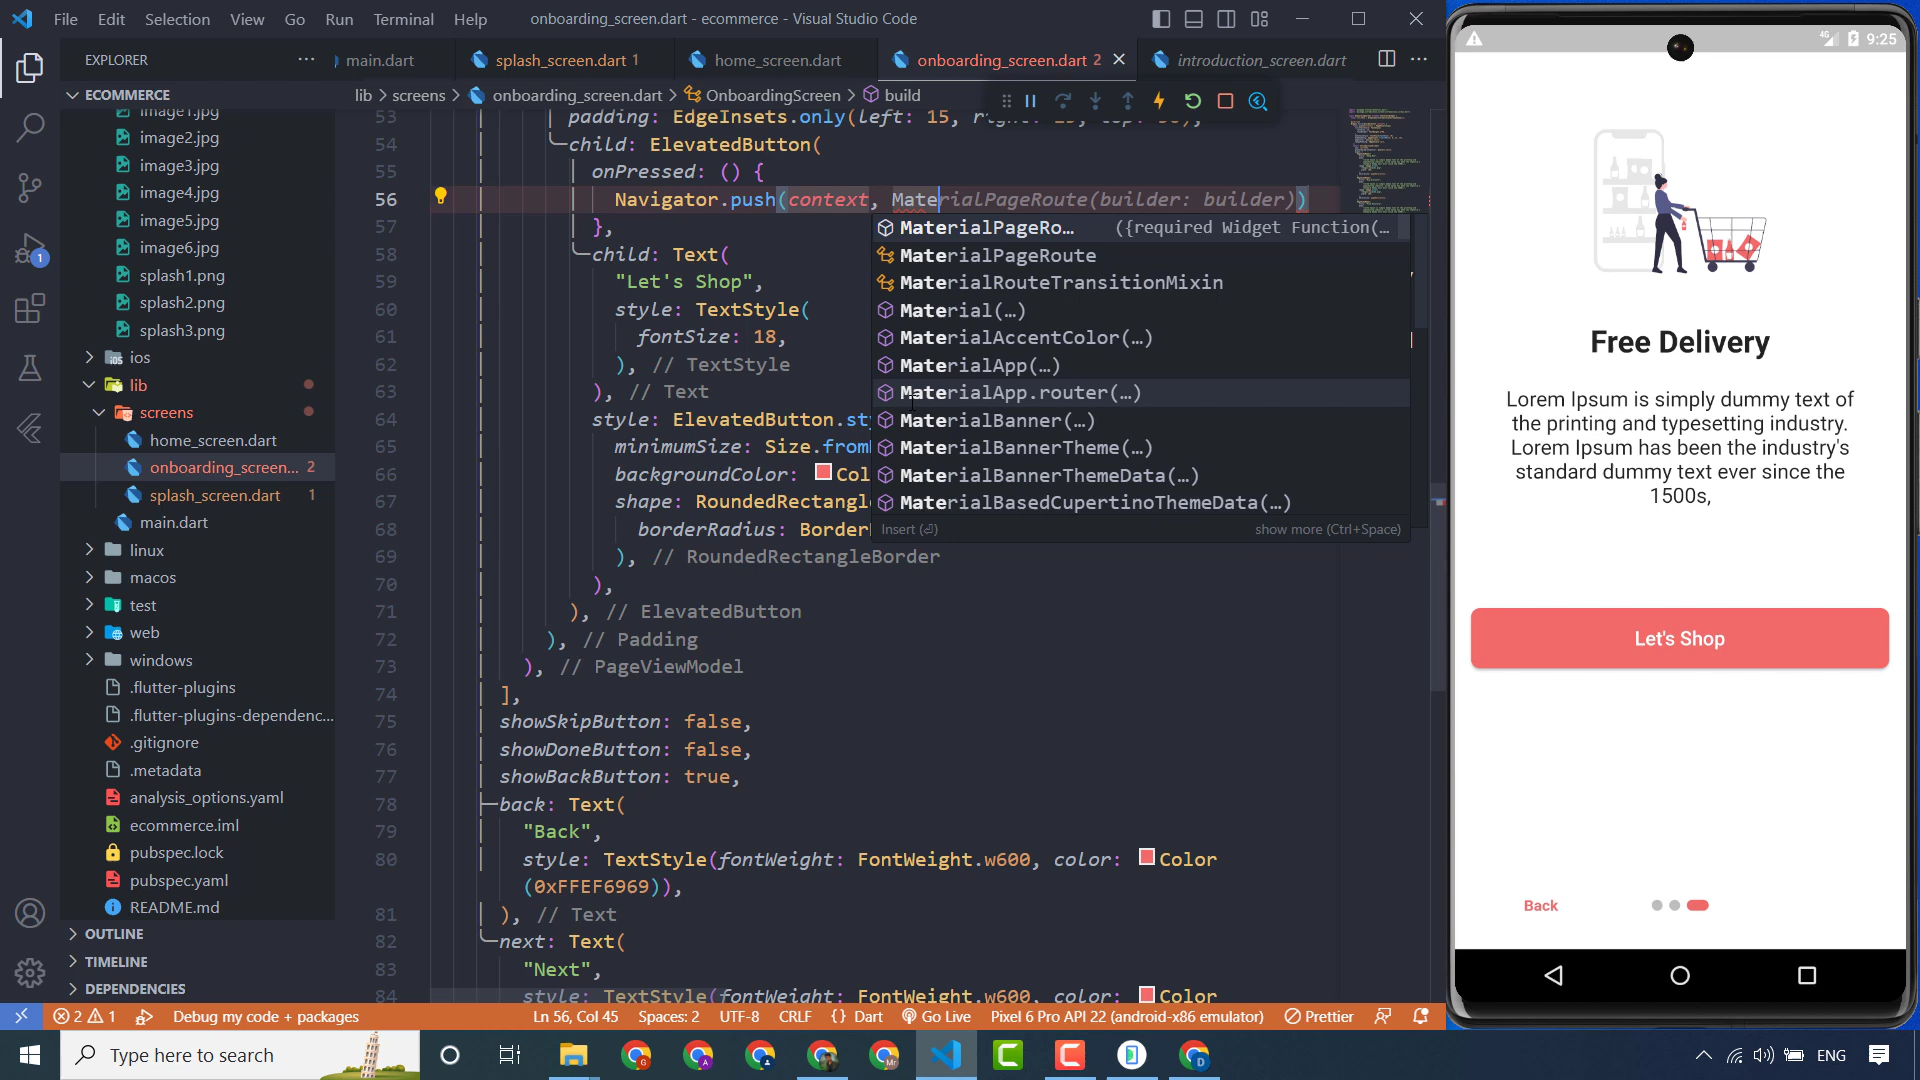 File Edit Selection View Go Run Terminal Help
onboarding_screen.dart - ecommerce - Visual Studio Code
EXPLORER
main.dart
splash_screen.dart 1
home_screen.dart
onboarding_screen.dart 2
introduction_screen.dart
ECOMMERCE
lib > screens > onboarding_screen.dart > OnboardingScreen > build
image1.jpg
image2.jpg
image3.jpg
image4.jpg
image5.jpg
image6.jpg
splash1.png
splash2.png
splash3.png
ios
lib
screens
home_screen.dart
onboarding_screen... 2
splash_screen.dart 1
main.dart
linux
macos
test
web
windows
.flutter-plugins
.flutter-plugins-dependenc...
.gitignore
.metadata
analysis_options.yaml
ecommerce.iml
pubspec.lock
pubspec.yaml
README.md
OUTLINE
TIMELINE
DEPENDENCIES
1
53 padding: EdgeInsets.only(left: 15,
54 child: ElevatedButton(
55 onPressed: () {
56 Navigator.push(context, MaterialPageRoute(builder: builder))
57 },
58 child: Text(
59 "Let's Shop",
60 style: TextStyle(
61 fontSize: 18,
62 ), // TextStyle
63 ), // Text
64 style: ElevatedButton.sty
65 minimumSize: Size.from
66 backgroundColor: Col
67 shape: RoundedRectangl
68 borderRadius: Border
69 ), // RoundedRectangleBorder
70 ),
71 ), // ElevatedButton
72 ), // Padding
73 ), // PageViewModel
74 ],
75 showSkipButton: false,
76 showDoneButton: false,
77 showBackButton: true,
78 back: Text(
79 "Back",
80 style: TextStyle(fontWeight: FontWeight.w600, color: Color
(0xFFEF6969)),
81 ), // Text
82 next: Text(
83 "Next",
84 style: TextStyle(fontWeight: FontWeight.w600, color: Color
MaterialPageRo... ({required Widget Function(...
MaterialPageRoute
MaterialRouteTransitionMixin
Material(…)
MaterialAccentColor(…)
MaterialApp(…)
MaterialApp.router(…)
MaterialBanner(…)
MaterialBannerTheme(…)
MaterialBannerThemeData(…)
MaterialBasedCupertinoThemeData(…)
Insert (⏎) show more (Ctrl+Space)
2 1 Debug my code + packages
Ln 56, Col 45 Spaces: 2 UTF-8 CRLF {} Dart Go Live Pixel 6 Pro API 22 (android-x86 emulator) Prettier
Type here to search
ENG
4G 9:25
Free Delivery
Lorem Ipsum is simply dummy text of
the printing and typesetting industry.
Lorem Ipsum has been the industry's
standard dummy text ever since the
1500s,
Let's Shop
Back